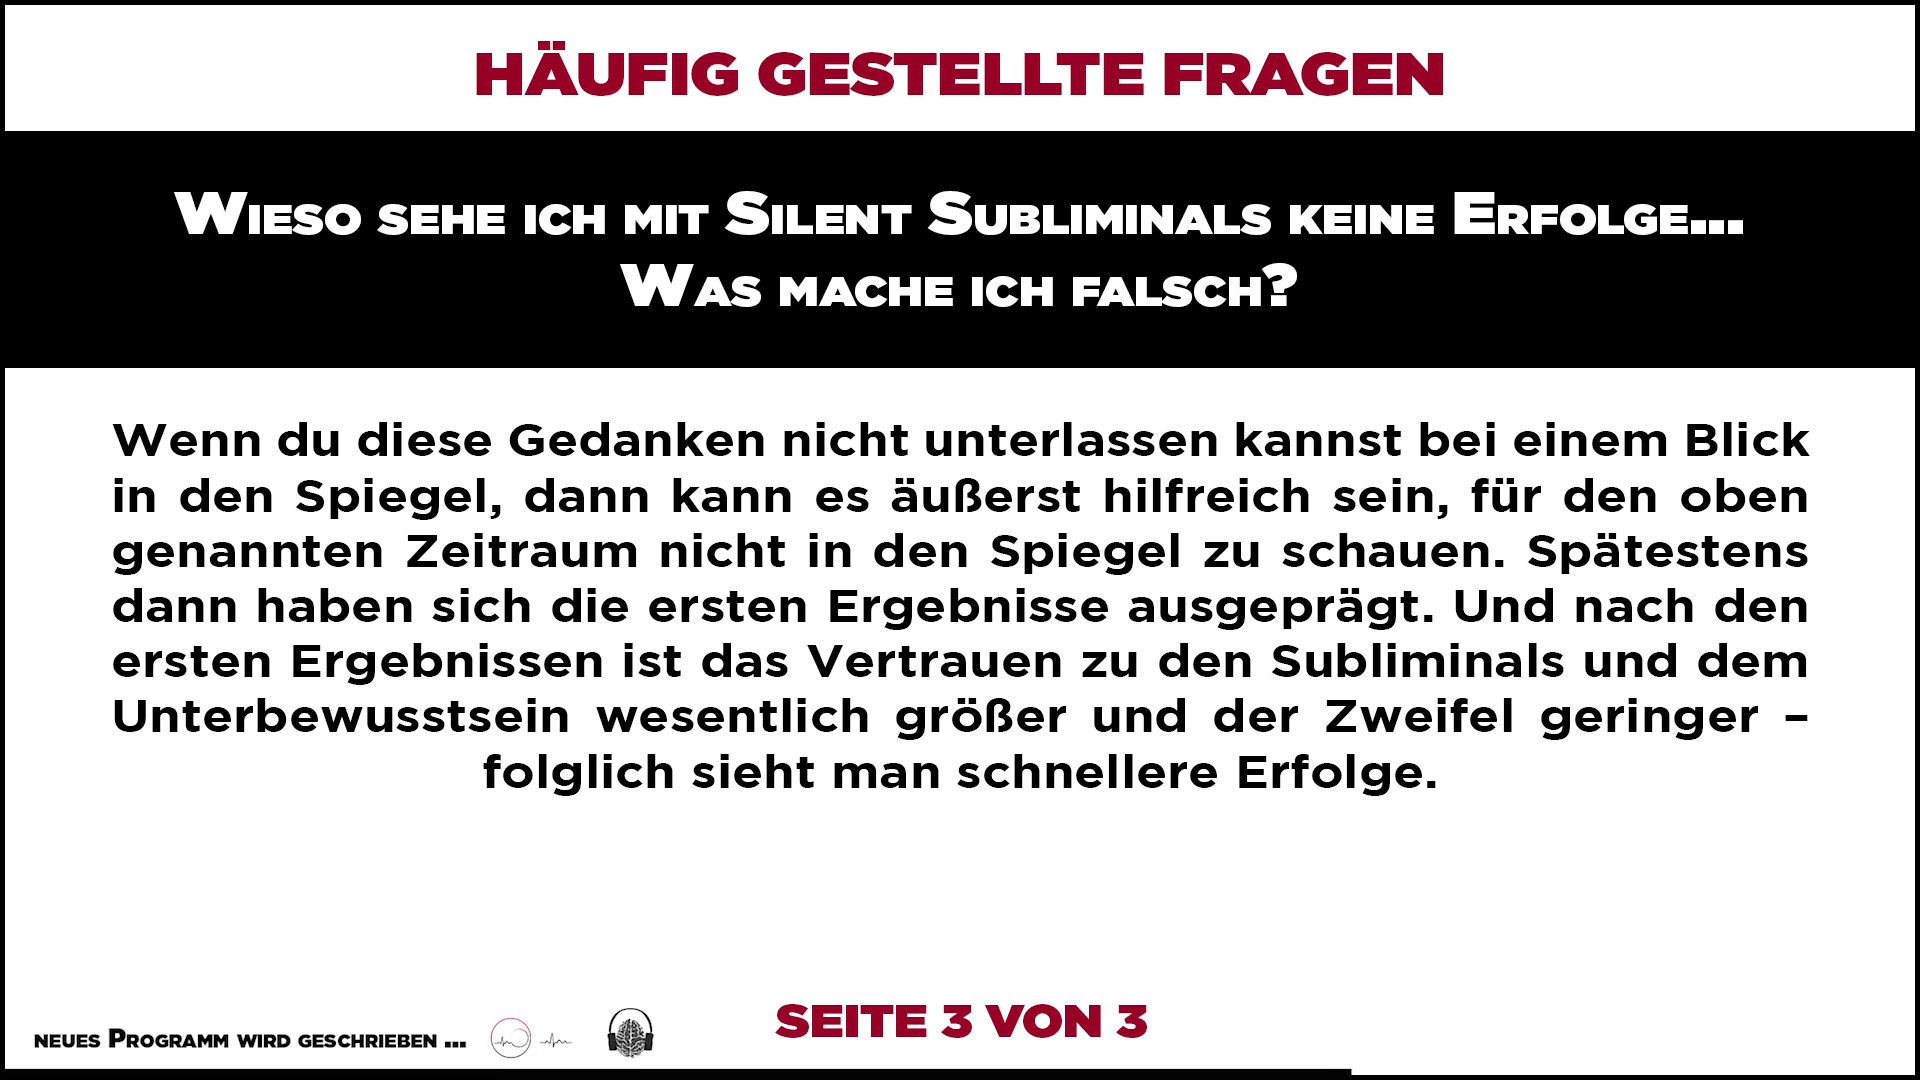 HÄUFIG GESTELLTE FRAGEN
Wieso sehe ich mit Silent Subliminals keine Erfolge...
Was mache ich falsch?
Wenn du diese Gedanken nicht unterlassen kannst bei einem Blick
in den Spiegel, dann kann es äußerst hilfreich sein, für den oben
genannten Zeitraum nicht in den Spiegel zu schauen. Spätestens
dann haben sich die ersten Ergebnisse ausgeprägt. Und nach den
ersten Ergebnissen ist das Vertrauen zu den Subliminals und dem
Unterbewusstsein wesentlich größer und der Zweifel geringer –
folglich sieht man schnellere Erfolge.
SEITE 3 VON 3
neues Programm wird geschrieben ...